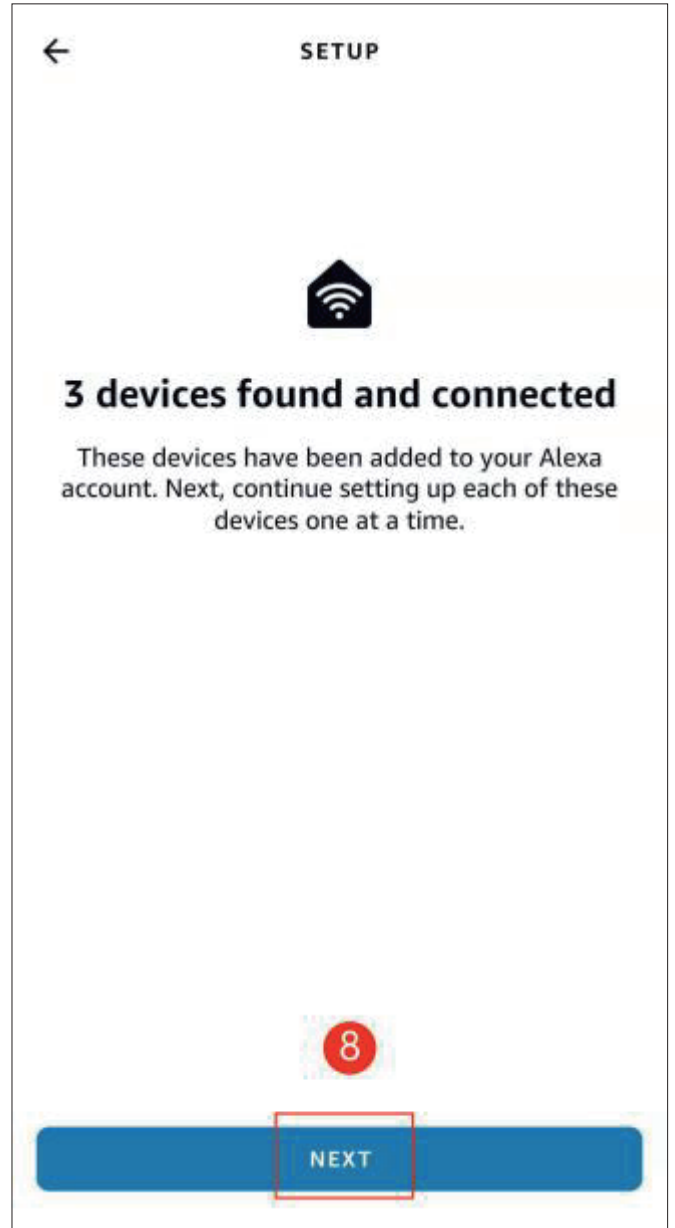 SETUP
3 devices found and connected
These devices have been added to your Alexa
account. Next, continue setting up each of these
devices one at a time.
8
NEXT